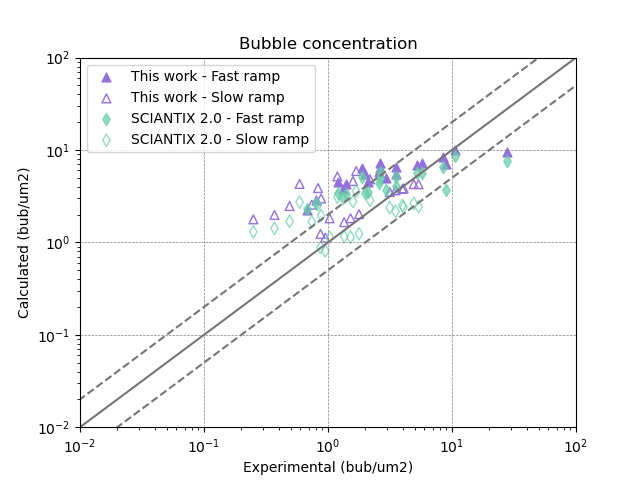 Bubble concentration
Calculated (bub/um2)
10²
10¹
10⁰
10⁻¹
10⁻²
This work - Fast ramp
This work - Slow ramp
SCIANTIX 2.0 - Fast ramp
SCIANTIX 2.0 - Slow ramp
10⁻² 10⁻¹ 10⁰ 10¹ 10²
Experimental (bub/um2)